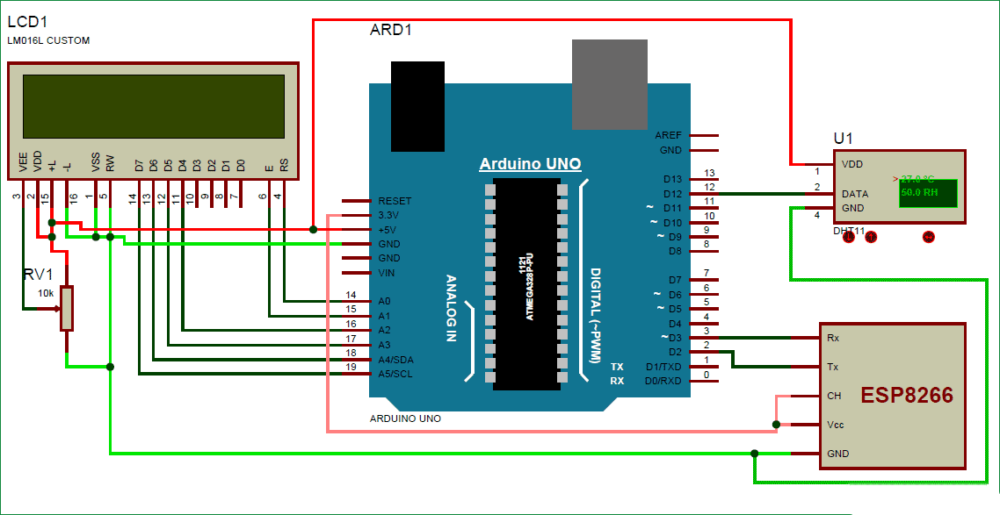 LCD1
LM016L CUSTOM
VEE VDD +L -L VSS RW D7 D6 D5 D4 D3 D2 D1 D0 E RS
3 2 15 16 1 5 14 13 12 11 10 9 8 7 6 4
RV1
10k
ARD1
Arduino UNO
RESET
3.3V
+5V
GND
GND
VIN
14 A0
15 A1
16 A2
17 A3
18 A4/SDA
19 A5/SCL
ANALOG IN
1121
ATMEGA328P-PU
DIGITAL (~PWM)
AREF
GND
D13 13
D12 12
~ D11 11
~ D10 10
~ D9 9
D8 8
D7 7
~ D6 6
~ D5 5
D4 4
~ D3 3
D2 2
TX D1/TXD 1
RX D0/RXD 0
ARDUINO UNO
U1
1 VDD
2 DATA
4 GND
> 27.0 °C
50.0 RH
DHT11
Rx
Tx
CH
Vcc
GND
ESP8266